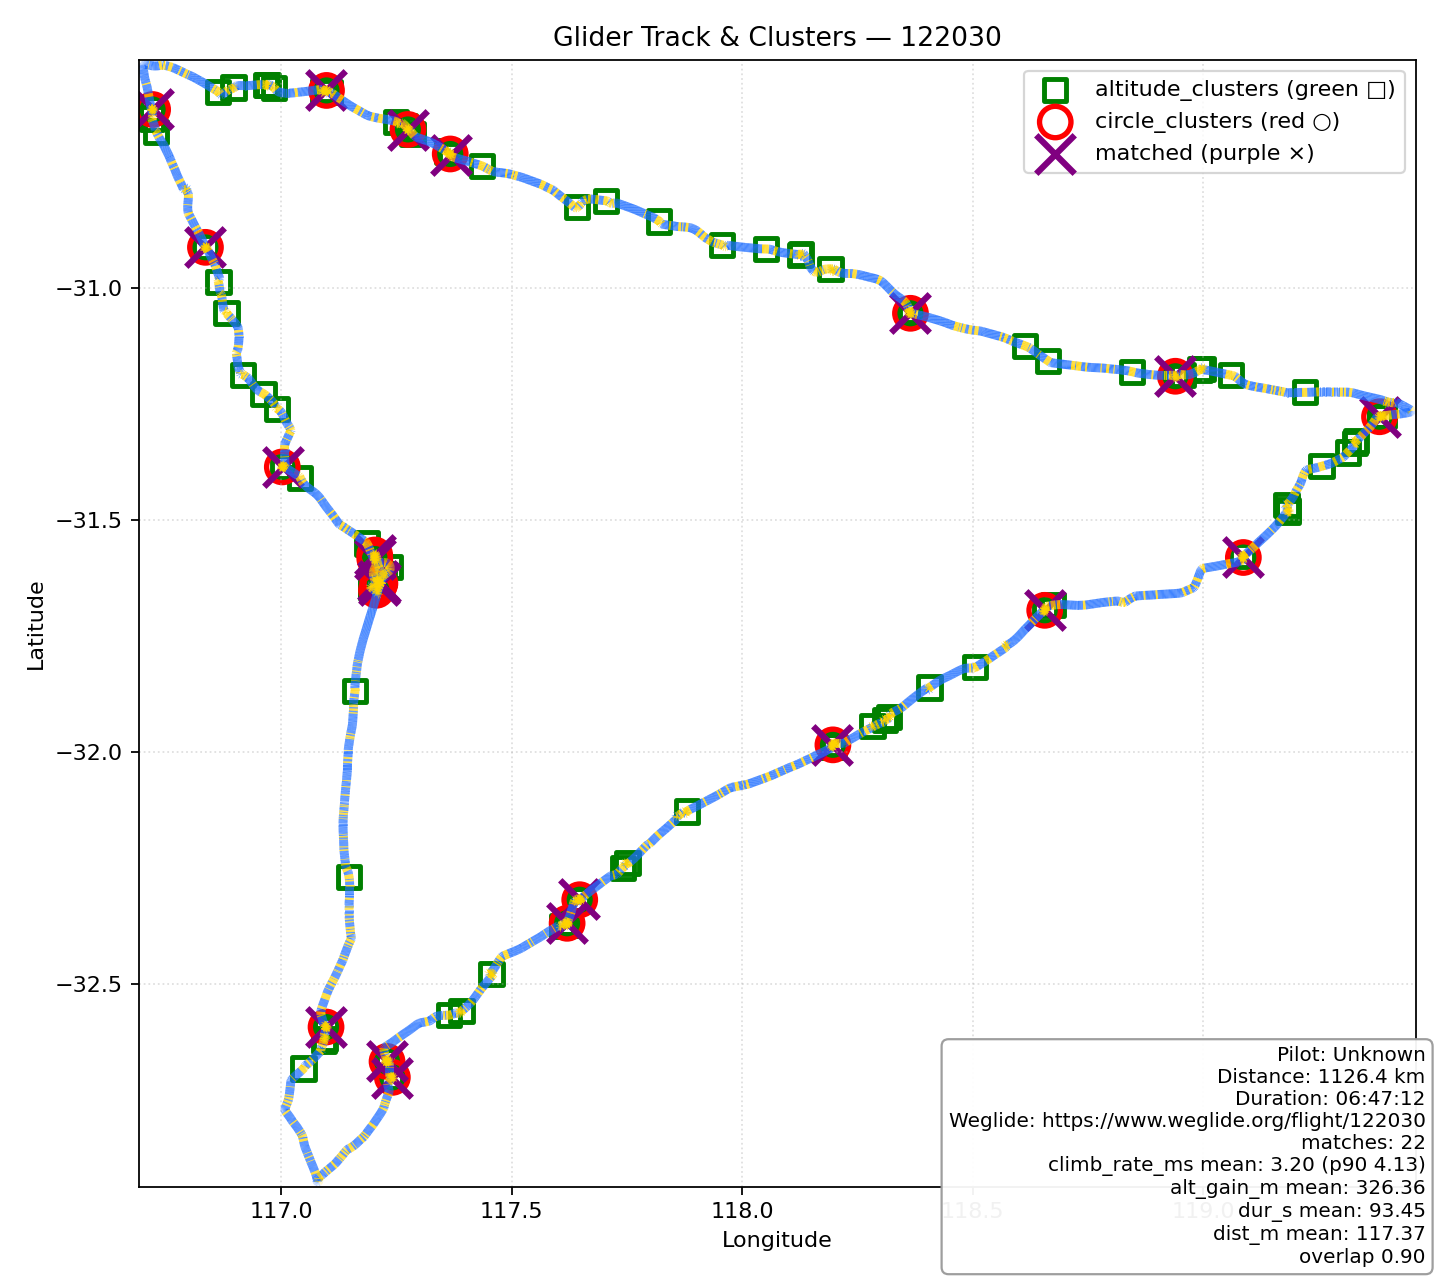 Glider Track & Clusters — 122030
altitude_clusters (green □)
circle_clusters (red ○)
matched (purple ×)
−31.0
−31.5
−32.0
−32.5
Latitude
117.0
117.5
118.0
118.5
119.0
Longitude
Pilot: Unknown
Distance: 1126.4 km
Duration: 06:47:12
Weglide: https://www.weglide.org/flight/122030
matches: 22
climb_rate_ms mean: 3.20 (p90 4.13)
alt_gain_m mean: 326.36
dur_s mean: 93.45
dist_m mean: 117.37
overlap 0.90